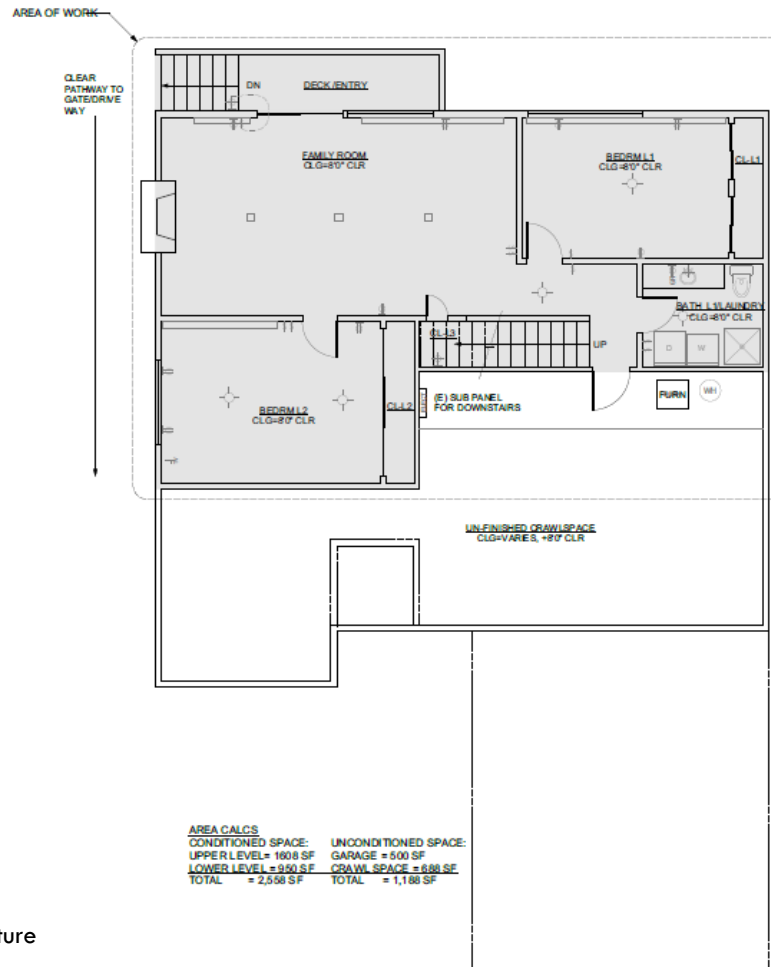 AREA OF WORK
CLEAR
PATHWAY TO
GATE/DRIVE
WAY
DN
DECK /ENTRY
FAMILY ROOM
CLG=8'0" CLR
BEDRM L1
CLG=8'0" CLR
CL-L1
BATH L1/LAUNDRY
CLG=8'0" CLR
D
W
CL-L3
UP
BEDRM L2
CLG=8'0" CLR
CL-L2
(E) SUB PANEL
FOR DOWNSTAIRS
FURN
WH
UN-FINISHED CRAWLSPACE
CLG=VARIES, +8'0" CLR
AREA CALCS
CONDITIONED SPACE: UNCONDITIONED SPACE:
UPPER LEVEL= 1608 SF GARAGE = 500 SF
LOWER LEVEL = 950 SF CRAWL SPACE = 688 SF
TOTAL = 2,558 SF TOTAL = 1,188 SF
ture